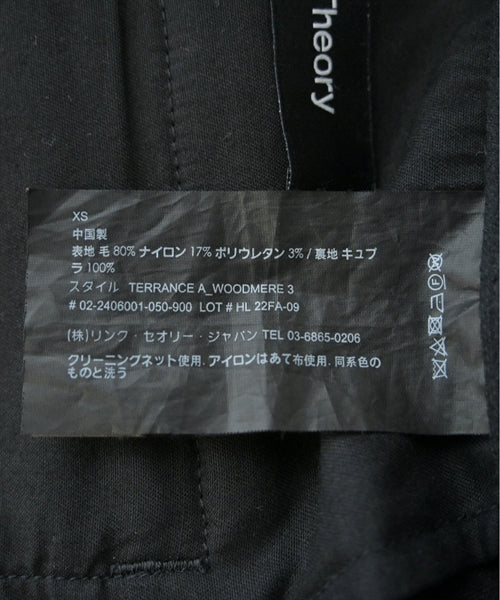 Theory
XS
中国製
表地 毛 80% ナイロン 17% ポリウレタン 3% / 裏地 キュプ
ラ 100%
スタイル TERRANCE A_WOODMERE 3
# 02-2406001-050-900 LOT # HL 22FA-09
(株)リンク・セオリー・ジャパン TEL 03-6865-0206
クリーニングネット使用. アイロンはあて布使用. 同系色の
ものと洗う